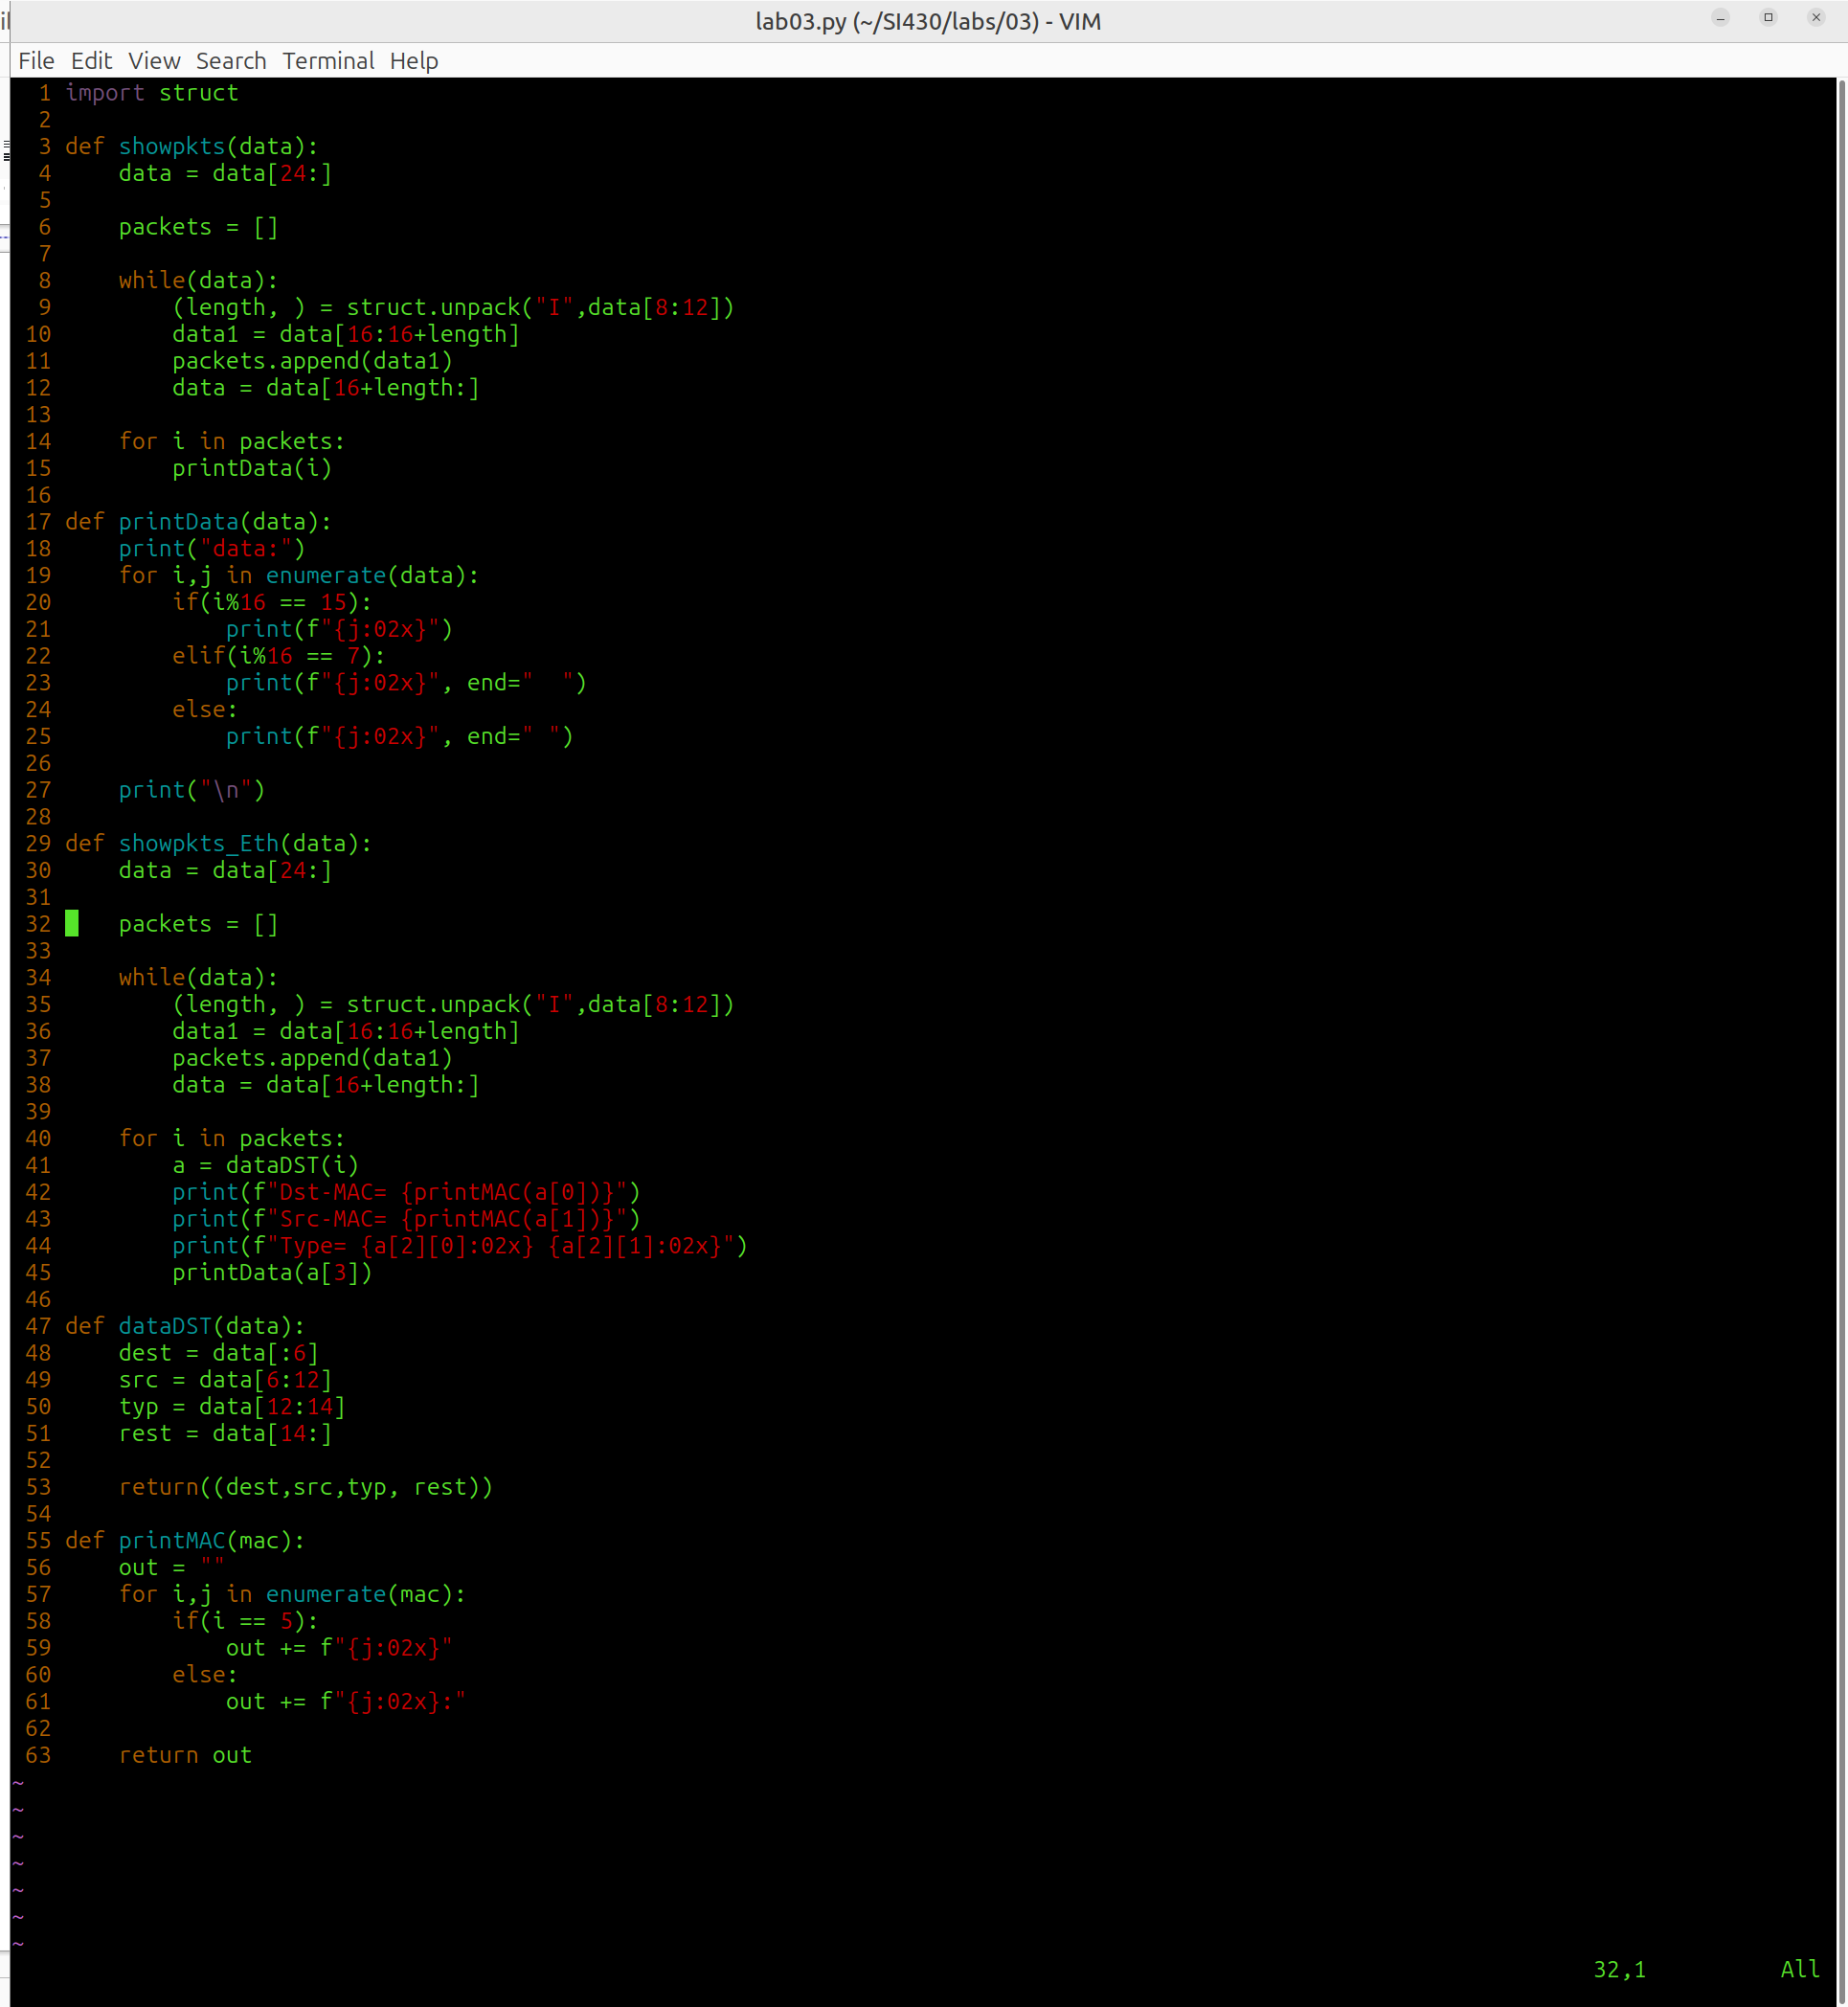 lab03.py (~/SI430/labs/03) - VIM
File Edit View Search Terminal Help
1 import struct
2
3 def showpkts(data):
4     data = data[24:]
5
6     packets = []
7
8     while(data):
9         (length, ) = struct.unpack("I",data[8:12])
10         data1 = data[16:16+length]
11         packets.append(data1)
12         data = data[16+length:]
13
14     for i in packets:
15         printData(i)
16
17 def printData(data):
18     print("data:")
19     for i,j in enumerate(data):
20         if(i%16 == 15):
21             print(f"{j:02x}")
22         elif(i%16 == 7):
23             print(f"{j:02x}", end="  ")
24         else:
25             print(f"{j:02x}", end=" ")
26
27     print("\n")
28
29 def showpkts_Eth(data):
30     data = data[24:]
31
32     packets = []
33
34     while(data):
35         (length, ) = struct.unpack("I",data[8:12])
36         data1 = data[16:16+length]
37         packets.append(data1)
38         data = data[16+length:]
39
40     for i in packets:
41         a = dataDST(i)
42         print(f"Dst-MAC= {printMAC(a[0])}")
43         print(f"Src-MAC= {printMAC(a[1])}")
44         print(f"Type= {a[2][0]:02x} {a[2][1]:02x}")
45         printData(a[3])
46
47 def dataDST(data):
48     dest = data[:6]
49     src = data[6:12]
50     typ = data[12:14]
51     rest = data[14:]
52
53     return((dest,src,typ, rest))
54
55 def printMAC(mac):
56     out = ""
57     for i,j in enumerate(mac):
58         if(i == 5):
59             out += f"{j:02x}"
60         else:
61             out += f"{j:02x}:"
62
63     return out
~
~
~
~
~
~
~
32,1 All